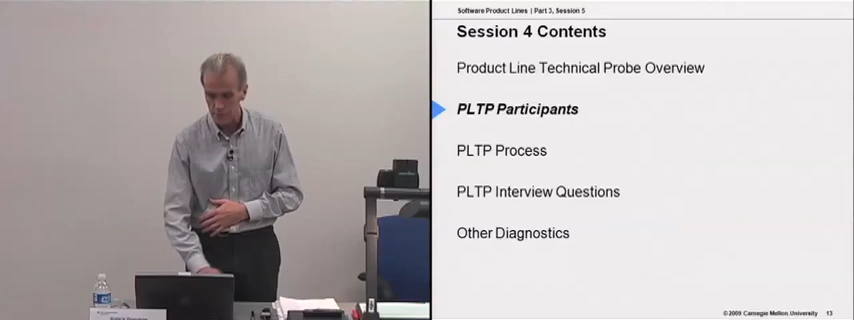 Software Product Lines | Part 3, Session 5
Session 4 Contents
Product Line Technical Probe Overview
PLTP Participants
PLTP Process
PLTP Interview Questions
Other Diagnostics
© 2009 Carnegie Mellon University 13